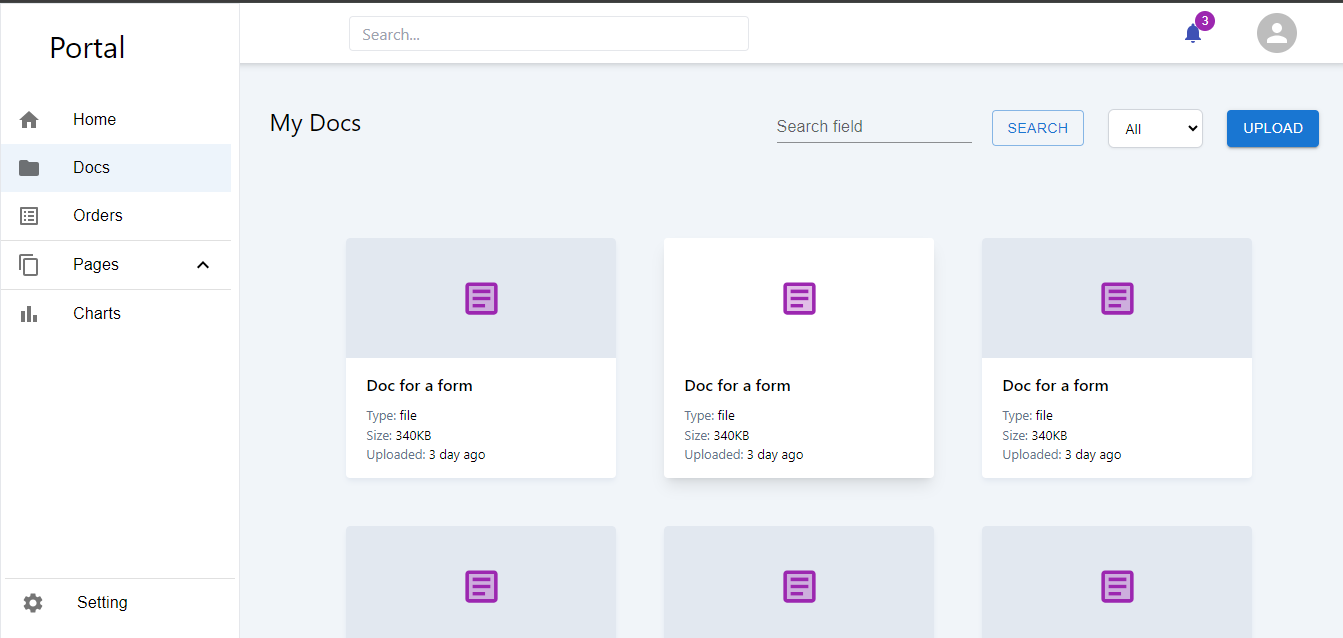 Portal
Search...
3
Home
Docs
Orders
Pages
Charts
Setting
My Docs
Search field
SEARCH
All
UPLOAD
Doc for a form
Type: file
Size: 340KB
Uploaded: 3 day ago
Doc for a form
Type: file
Size: 340KB
Uploaded: 3 day ago
Doc for a form
Type: file
Size: 340KB
Uploaded: 3 day ago